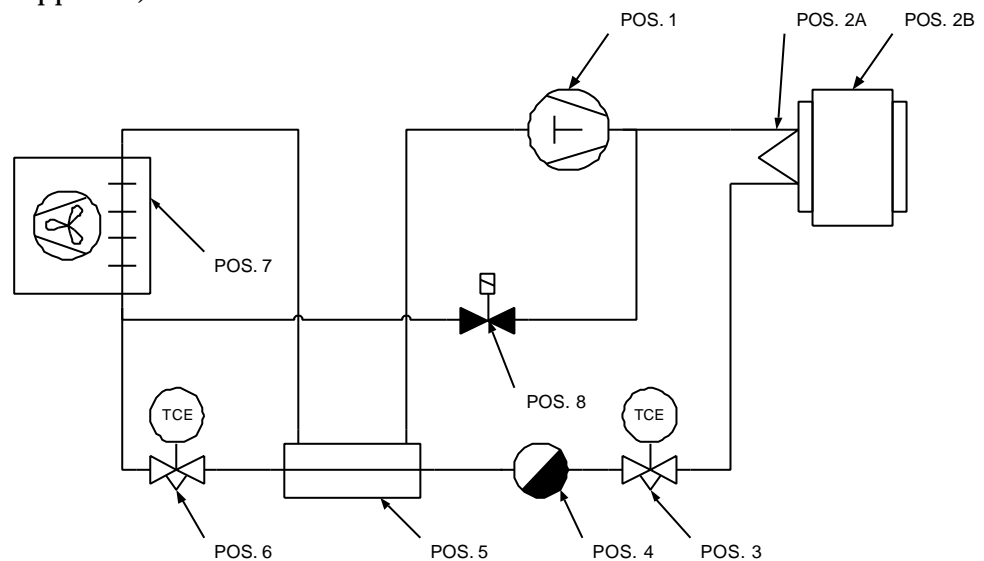 POS. 1
POS. 2A
POS. 2B
POS. 7
POS. 8
TCE
TCE
POS. 6
POS. 5
POS. 4
POS. 3